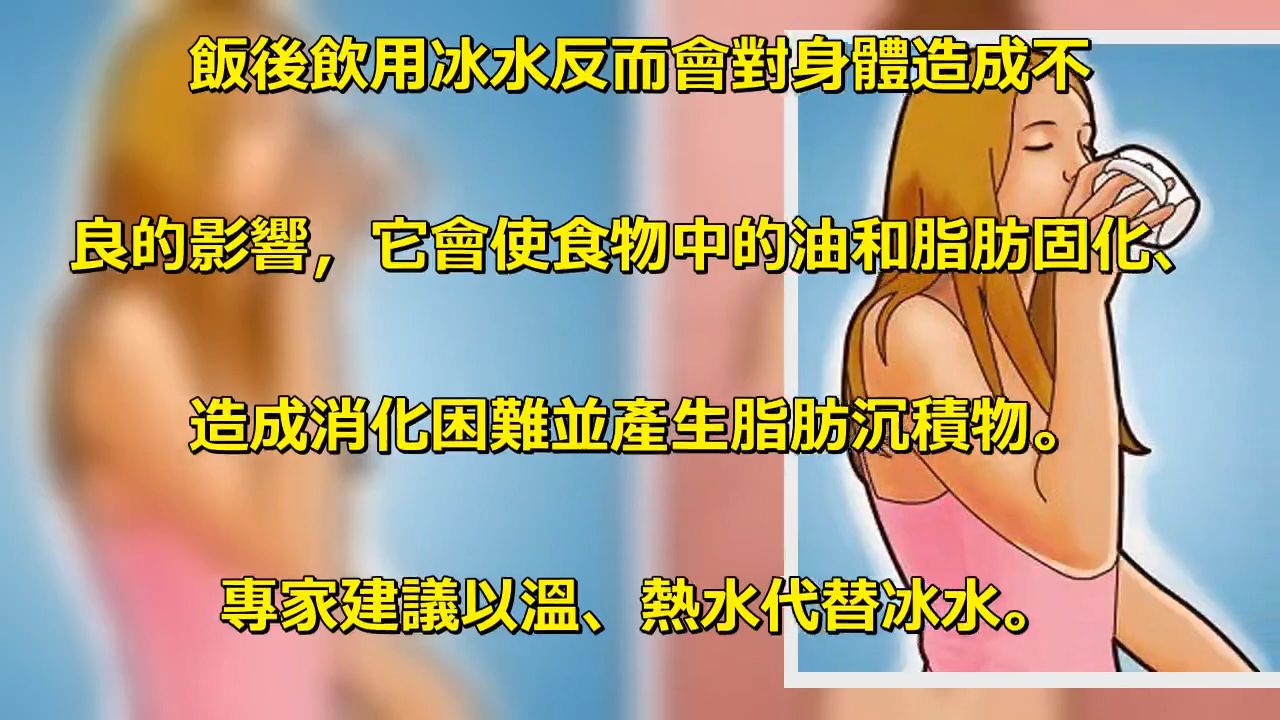 飯後飲用冰水反而會對身體造成不
良的影響，它會使食物中的油和脂肪固化、
造成消化困難並產生脂肪沉積物。
專家建議以溫、熱水代替冰水。